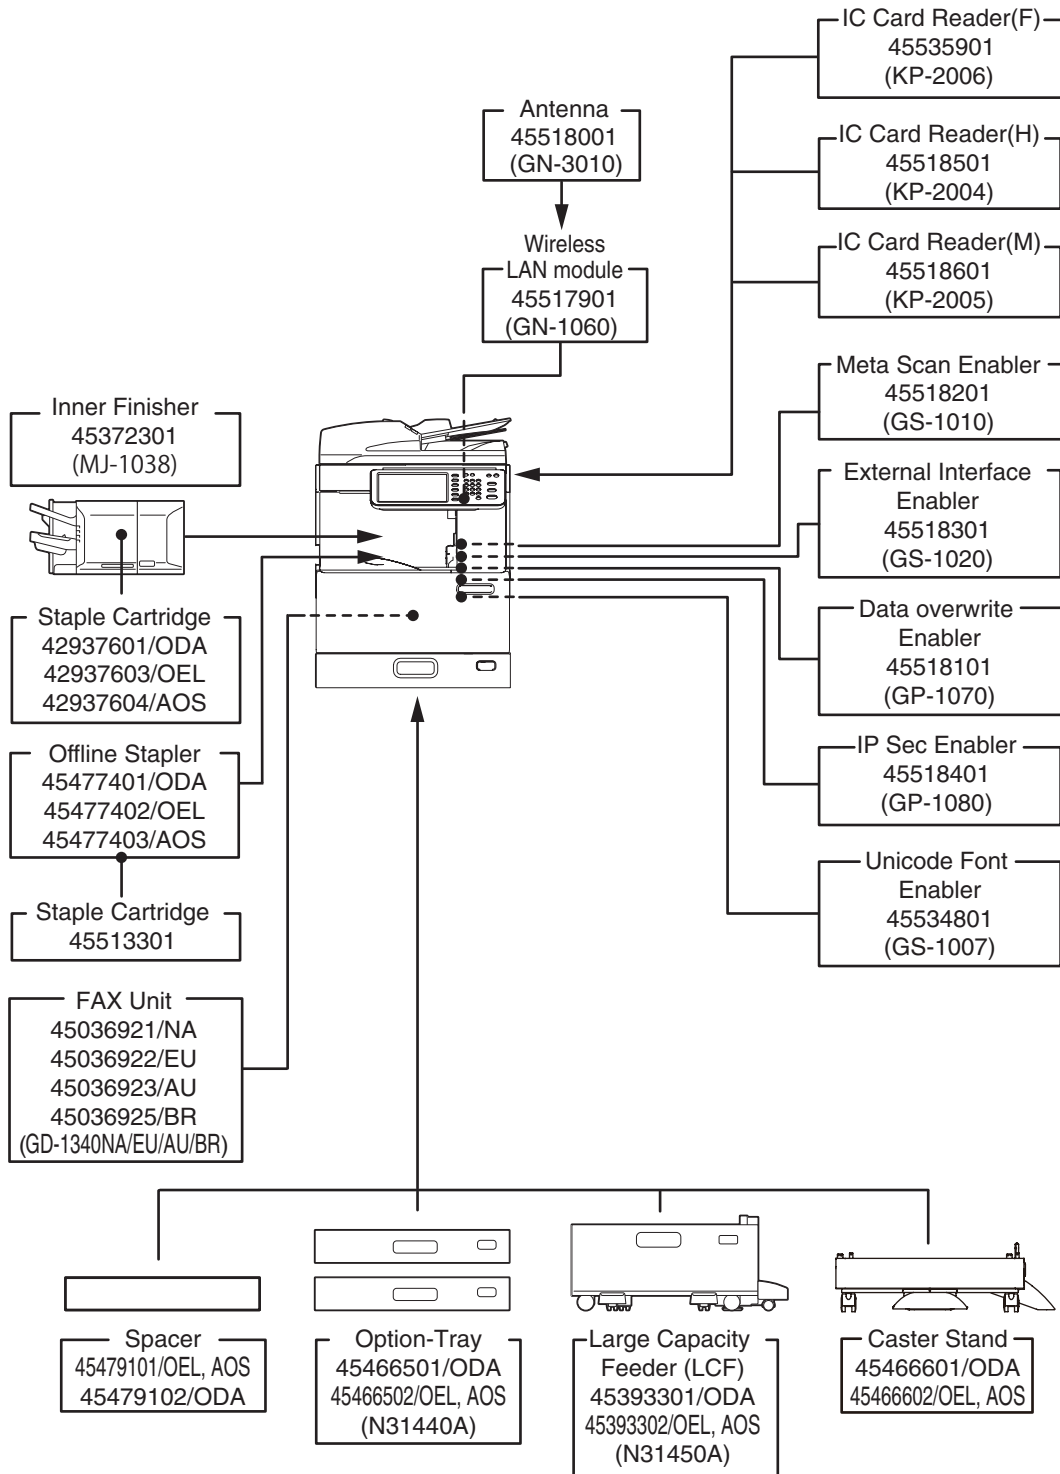 IC Card Reader(F)
45535901
(KP-2006)
Antenna
45518001
(GN-3010)
IC Card Reader(H)
45518501
(KP-2004)
Wireless
LAN module
45517901
(GN-1060)
IC Card Reader(M)
45518601
(KP-2005)
Meta Scan Enabler
45518201
(GS-1010)
Inner Finisher
45372301
(MJ-1038)
External Interface
Enabler
45518301
(GS-1020)
Staple Cartridge
42937601/ODA
42937603/OEL
42937604/AOS
Data overwrite
Enabler
45518101
(GP-1070)
Offline Stapler
45477401/ODA
45477402/OEL
45477403/AOS
IP Sec Enabler
45518401
(GP-1080)
Staple Cartridge
45513301
Unicode Font
Enabler
45534801
(GS-1007)
FAX Unit
45036921/NA
45036922/EU
45036923/AU
45036925/BR
(GD-1340NA/EU/AU/BR)
Spacer
45479101/OEL, AOS
45479102/ODA
Option-Tray
45466501/ODA
45466502/OEL, AOS
(N31440A)
Large Capacity
Feeder (LCF)
45393301/ODA
45393302/OEL, AOS
(N31450A)
Caster Stand
45466601/ODA
45466602/OEL, AOS